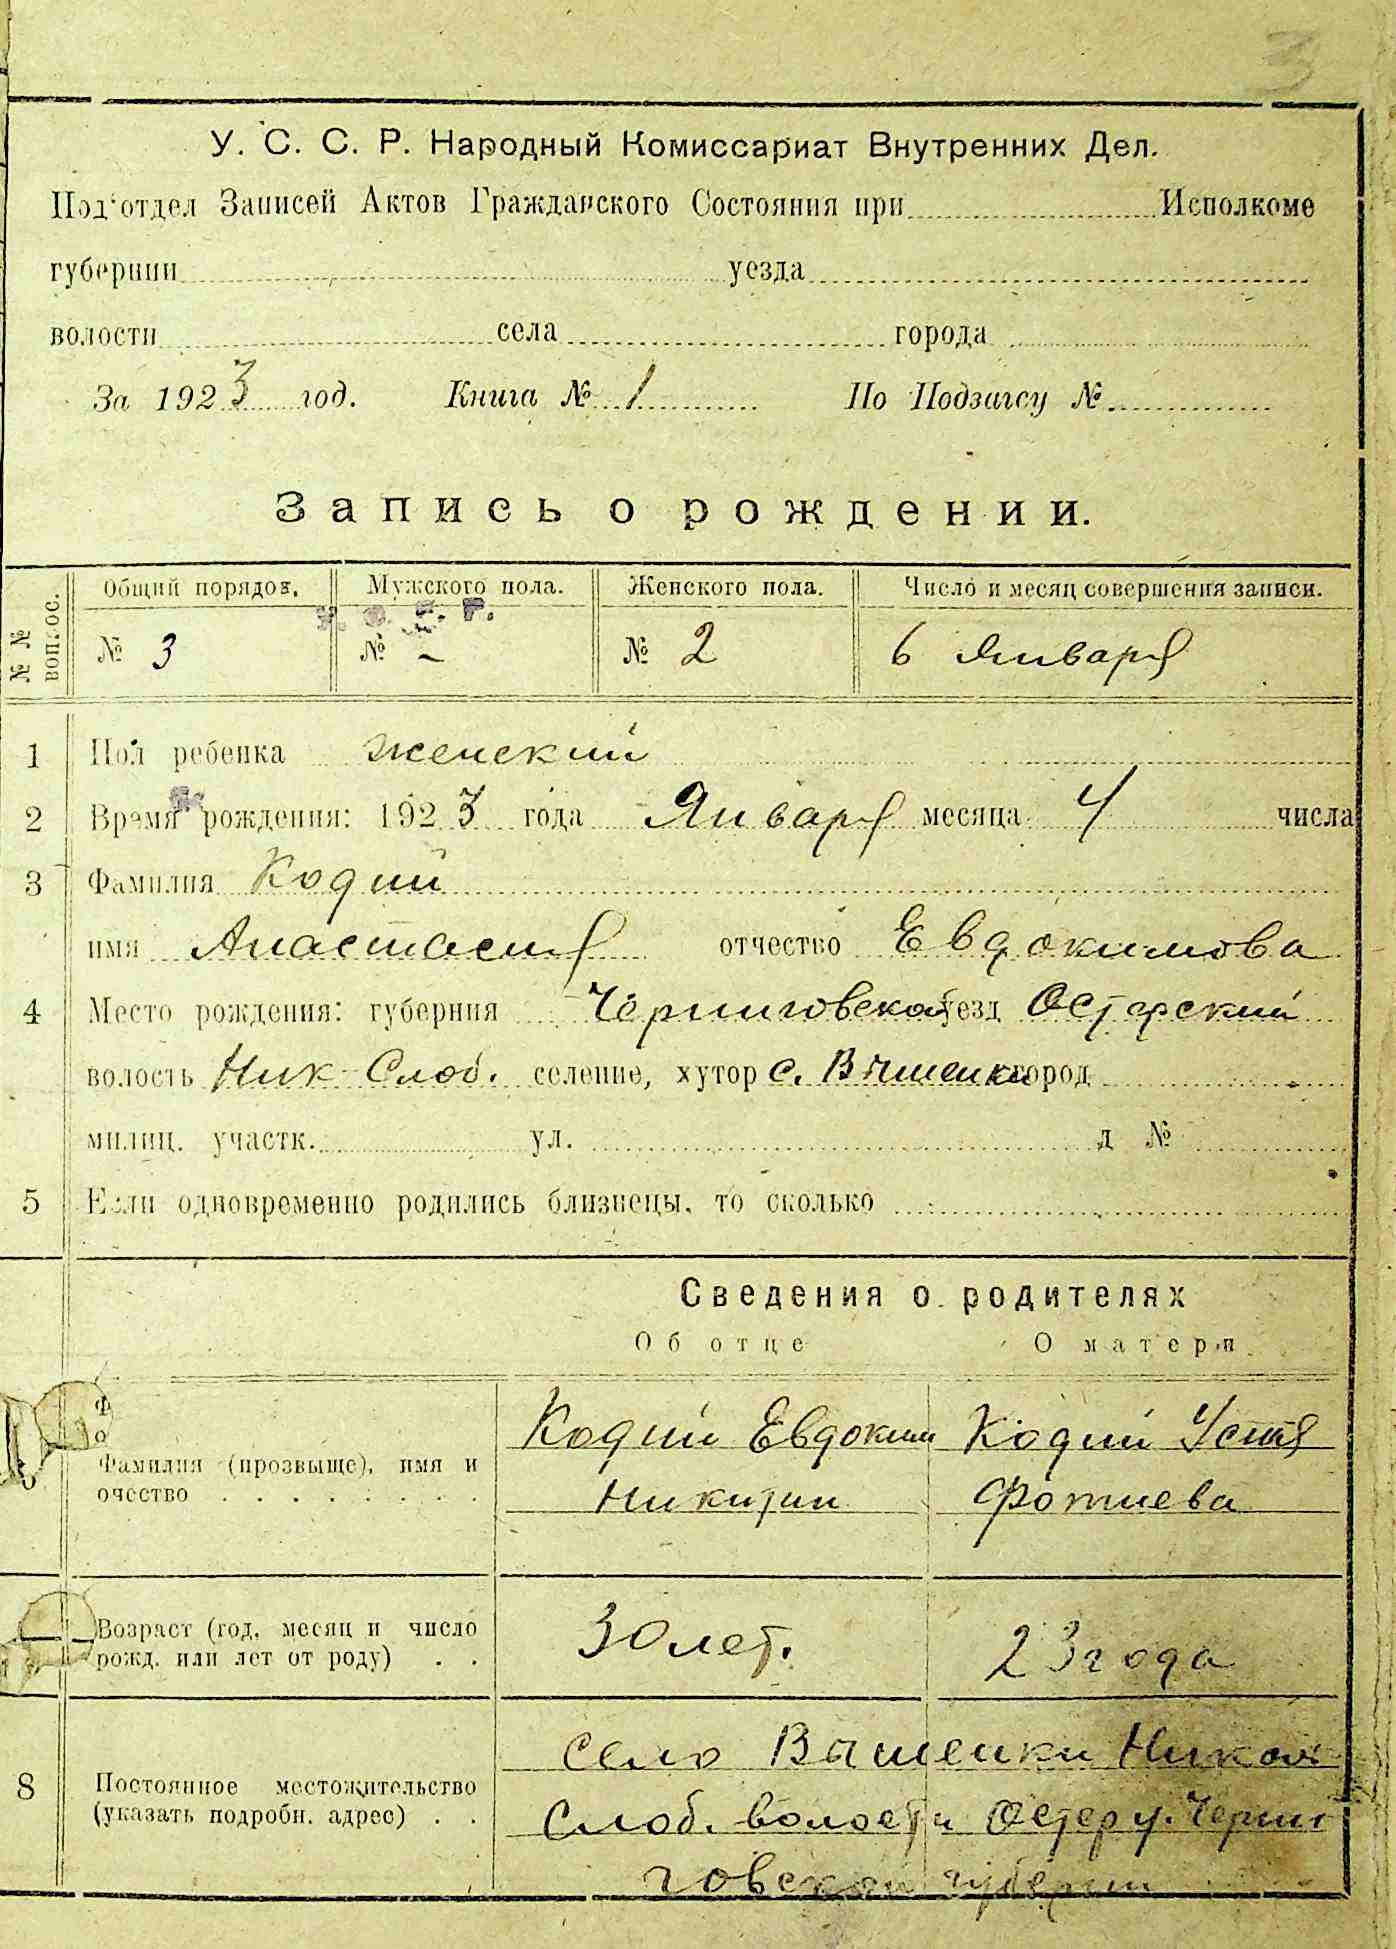 3
У. С. С. Р. Народный Комиссариат Внутренних Дел.
Под'отдел Записей Актов Гражданского Состояния при Исполкоме
губернии уезда
волости села города
За 1923 год. Книга № 1 По Подзагсу №
Запись о рождении.
№№ вопрос. Общий порядов. Мужского пола. Женского пола. Число и месяц совершения записи.
У. С. С. Р.
№ 3 № – № 2 6 Января
1 Пол ребенка женский
2 Время рождения: 1923 года Января месяца 4 числа
3 Фамилия Кодий
имя Анастасия отчество Евдокимова
4 Место рождения: губерния Черниговская уезд Остерский
волость Ник-Слоб. селение, хутор с. Вышенки город
милиц. участк. ул. д №
5 Если одновременно родились близнецы, то сколько
Сведения о родителях
Об отце О матери
Ф
о
Фамилия (прозвыще), имя и
очество
Кодий Евдоким Кодий Устя
Никитин Фотиева
Возраст (год, месяц и число
рожд. или лет от роду)
30 лет. 23 года
8 Постоянное местожительство
(указать подробн. адрес)
село Вышенки Никол
Слоб. волости Остер у. Черни
говской губернии